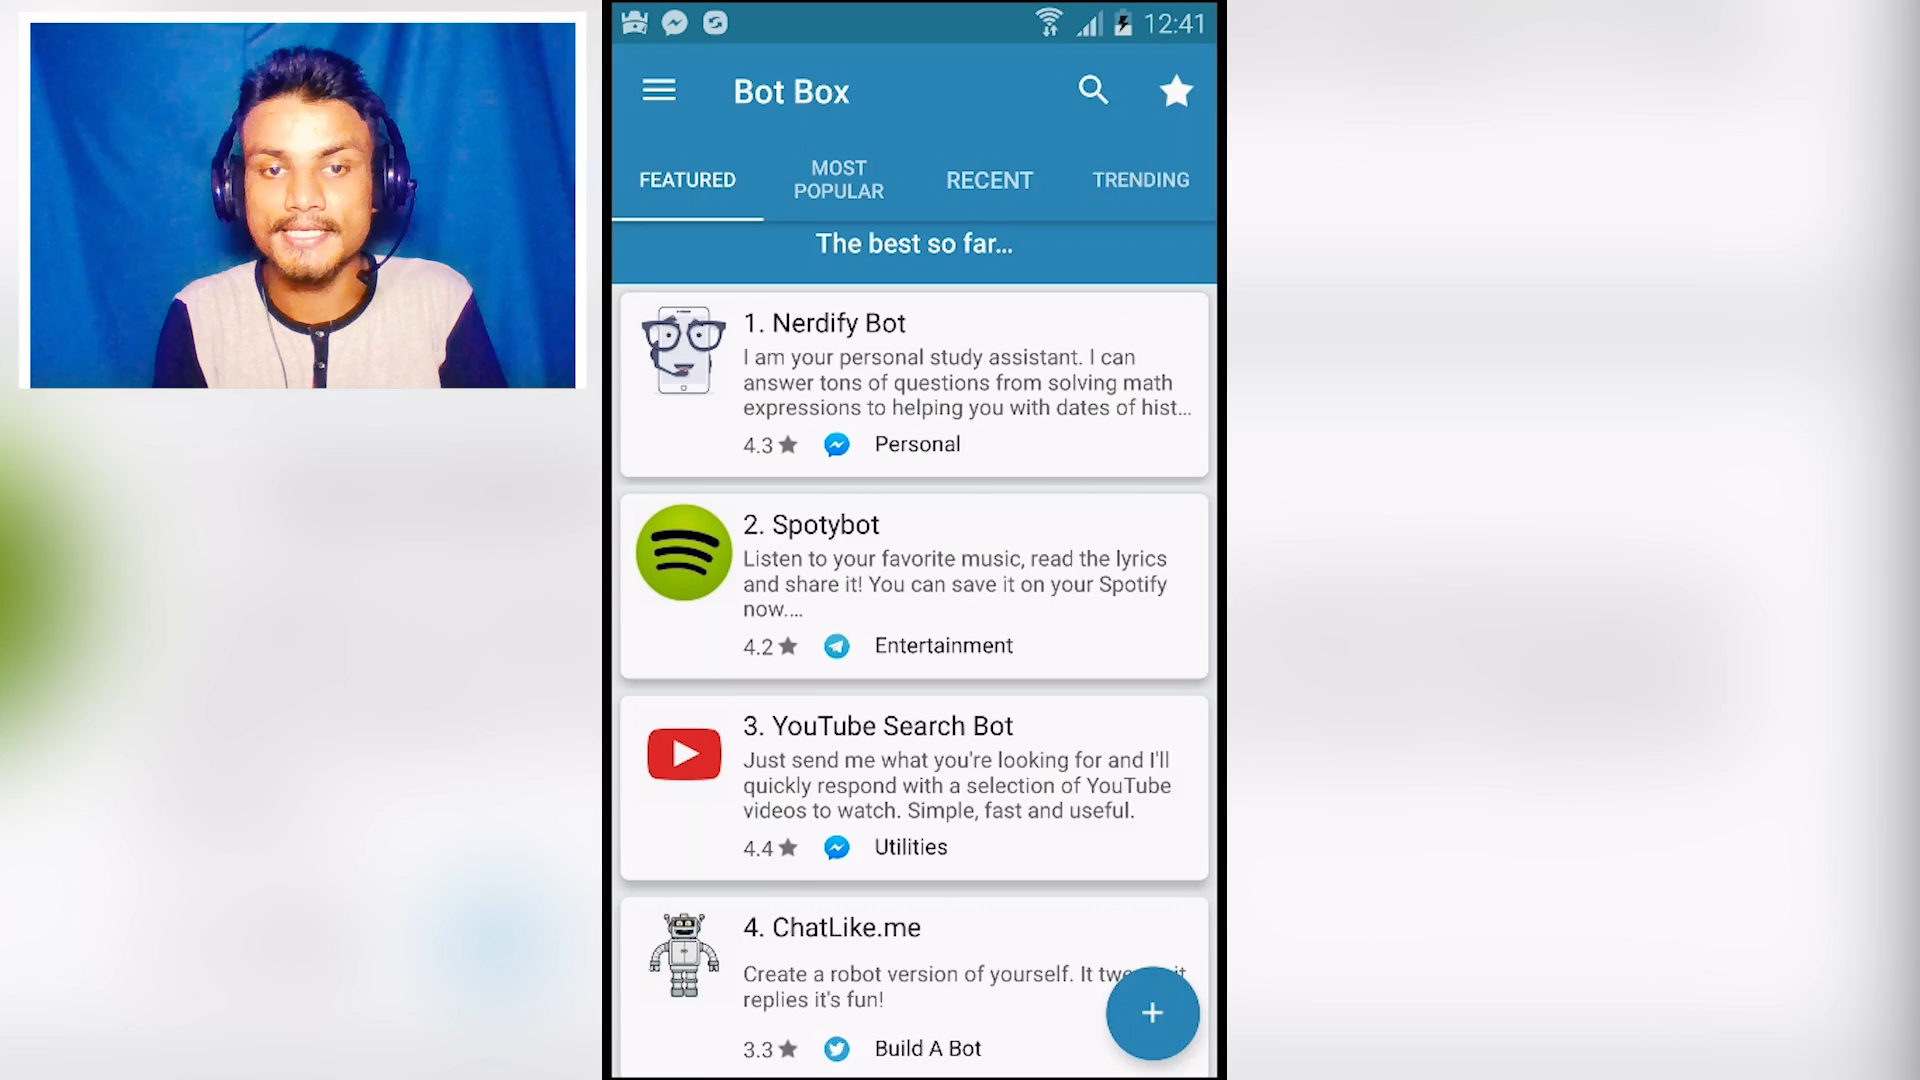 12:41
Bot Box
FEATURED
MOST
POPULAR
RECENT
TRENDING
The best so far...
1. Nerdify Bot
I am your personal study assistant. I can
answer tons of questions from solving math
expressions to helping you with dates of hist...
4.3
Personal
2. Spotybot
Listen to your favorite music, read the lyrics
and share it! You can save it on your Spotify
now....
4.2
Entertainment
3. YouTube Search Bot
Just send me what you're looking for and I'll
quickly respond with a selection of YouTube
videos to watch. Simple, fast and useful.
4.4
Utilities
4. ChatLike.me
Create a robot version of yourself. It
replies it's fun!
3.3
Build A Bot